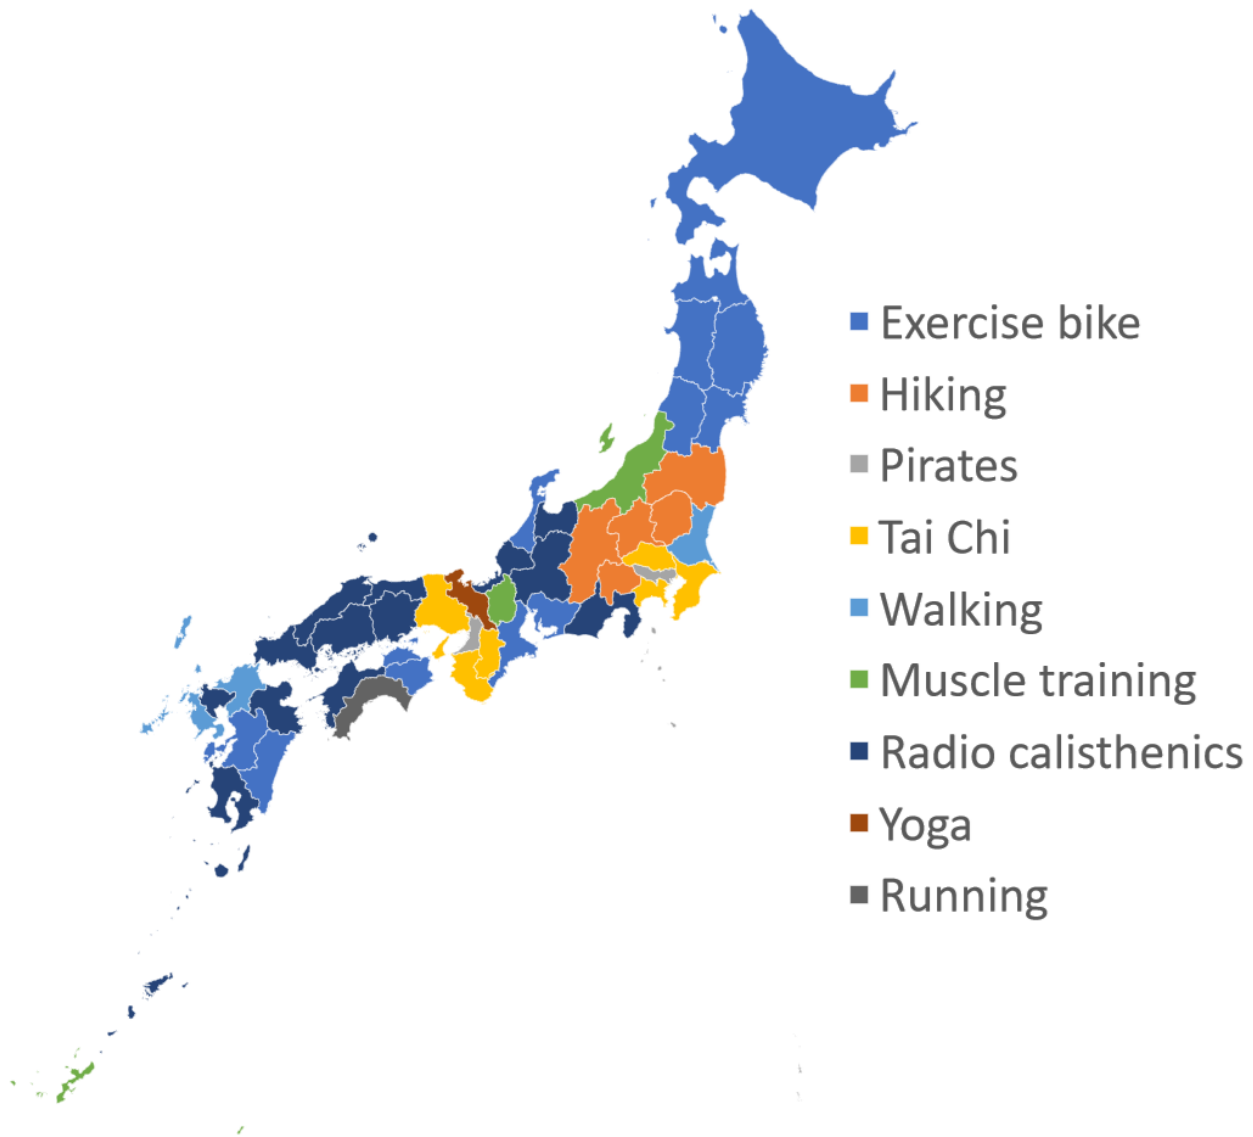 Exercise bike
Hiking
Pirates
Tai Chi
Walking
Muscle training
Radio calisthenics
Yoga
Running